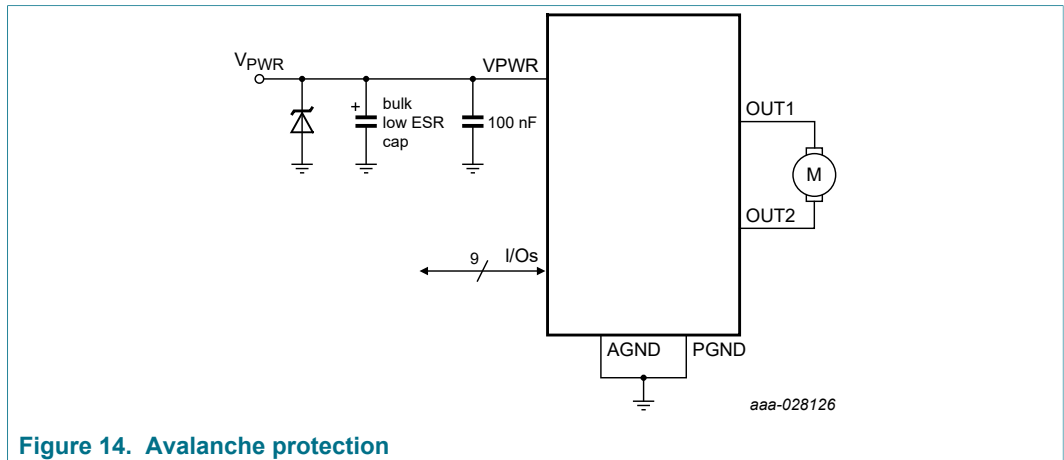 VPWR
VPWR
+
bulk
low ESR
cap
100 nF
OUT1
M
OUT2
9
I/Os
AGND
PGND
aaa-028126
Figure 14. Avalanche protection